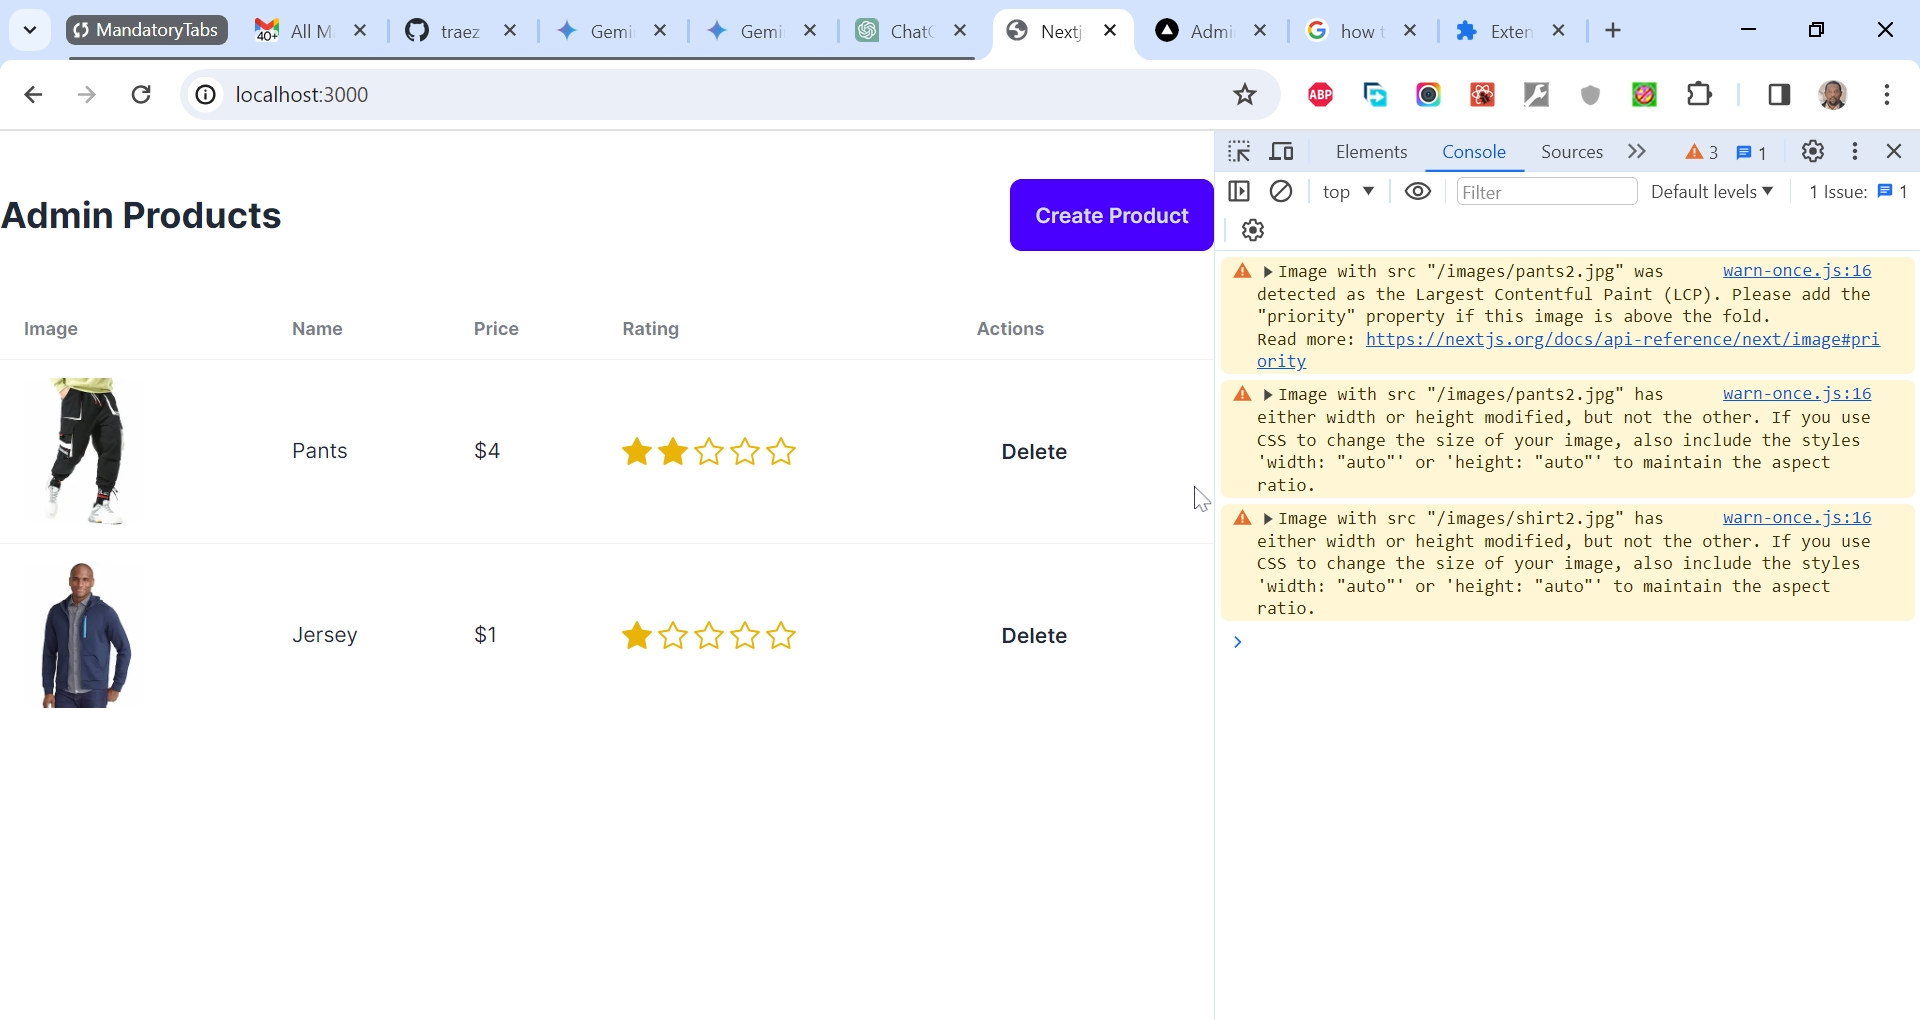 MandatoryTabs
40+
All M
traez
Gemi
Gemi
ChatG
Nextj
Admi
how t
Exten
localhost:3000
ABP
Admin Products
Create Product
Image Name Price Rating Actions
Pants $4 Delete
Jersey $1 Delete
Elements Console Sources 3 1
top Filter Default levels 1 Issue: 1
Image with src "/images/pants2.jpg" was warn-once.js:16
detected as the Largest Contentful Paint (LCP). Please add the
"priority" property if this image is above the fold.
Read more: https://nextjs.org/docs/api-reference/next/image#pri
ority
Image with src "/images/pants2.jpg" has warn-once.js:16
either width or height modified, but not the other. If you use
CSS to change the size of your image, also include the styles
'width: "auto"' or 'height: "auto"' to maintain the aspect
ratio.
Image with src "/images/shirt2.jpg" has warn-once.js:16
either width or height modified, but not the other. If you use
CSS to change the size of your image, also include the styles
'width: "auto"' or 'height: "auto"' to maintain the aspect
ratio.